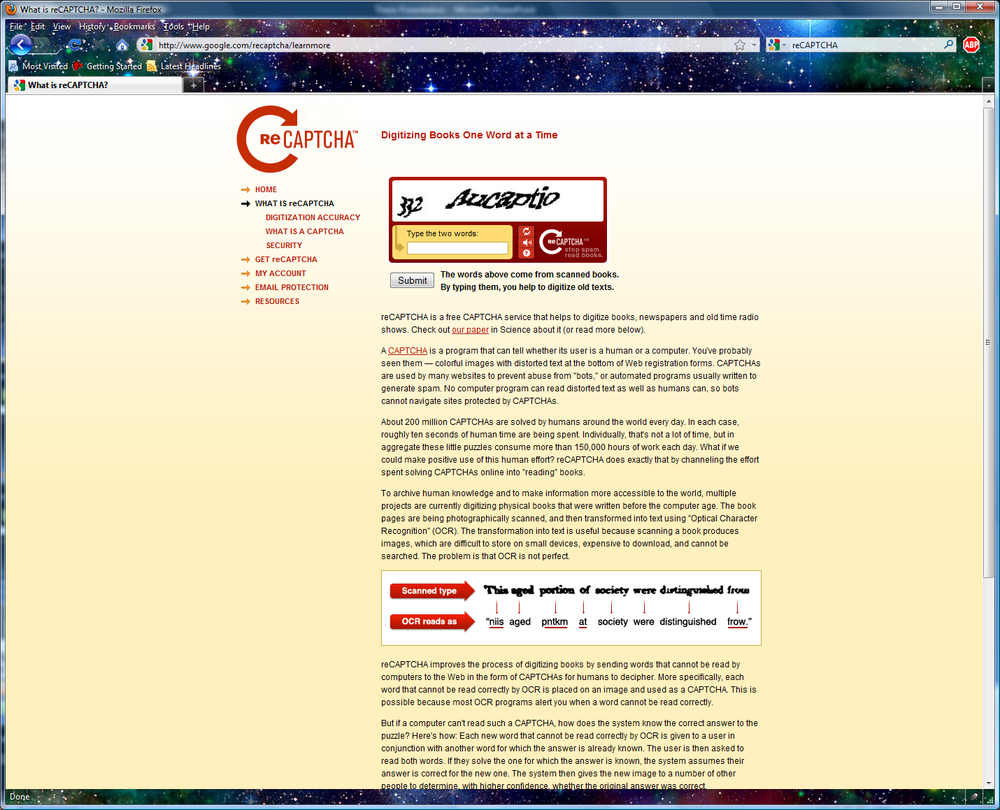 What is reCAPTCHA? - Mozilla Firefox
File Edit View History Bookmarks Tools Help
http://www.google.com/recaptcha/learnmore
reCAPTCHA
ABP
Most Visited Getting Started Latest Headlines
What is reCAPTCHA?
reCAPTCHA™
Digitizing Books One Word at a Time
HOME
WHAT IS reCAPTCHA
DIGITIZATION ACCURACY
WHAT IS A CAPTCHA
SECURITY
GET reCAPTCHA
MY ACCOUNT
EMAIL PROTECTION
RESOURCES
Type the two words:
reCAPTCHA™
stop spam.
read books.
Submit
The words above come from scanned books.
By typing them, you help to digitize old texts.
reCAPTCHA is a free CAPTCHA service that helps to digitize books, newspapers and old time radio
shows. Check out our paper in Science about it (or read more below).
A CAPTCHA is a program that can tell whether its user is a human or a computer. You've probably
seen them — colorful images with distorted text at the bottom of Web registration forms. CAPTCHAs
are used by many websites to prevent abuse from "bots," or automated programs usually written to
generate spam. No computer program can read distorted text as well as humans can, so bots
cannot navigate sites protected by CAPTCHAs.
About 200 million CAPTCHAs are solved by humans around the world every day. In each case,
roughly ten seconds of human time are being spent. Individually, that's not a lot of time, but in
aggregate these little puzzles consume more than 150,000 hours of work each day. What if we
could make positive use of this human effort? reCAPTCHA does exactly that by channeling the effort
spent solving CAPTCHAs online into "reading" books.
To archive human knowledge and to make information more accessible to the world, multiple
projects are currently digitizing physical books that were written before the computer age. The book
pages are being photographically scanned, and then transformed into text using "Optical Character
Recognition" (OCR). The transformation into text is useful because scanning a book produces
images, which are difficult to store on small devices, expensive to download, and cannot be
searched. The problem is that OCR is not perfect.
Scanned type This aged portion of society were distinguished from
OCR reads as “niis aged pntkm at society were distinguished frow.”
reCAPTCHA improves the process of digitizing books by sending words that cannot be read by
computers to the Web in the form of CAPTCHAs for humans to decipher. More specifically, each
word that cannot be read correctly by OCR is placed on an image and used as a CAPTCHA. This is
possible because most OCR programs alert you when a word cannot be read correctly.
But if a computer can't read such a CAPTCHA, how does the system know the correct answer to the
puzzle? Here's how: Each new word that cannot be read correctly by OCR is given to a user in
conjunction with another word for which the answer is already known. The user is then asked to
read both words. If they solve the one for which the answer is known, the system assumes their
answer is correct for the new one. The system then gives the new image to a number of other
people to determine, with higher confidence, whether the original answer was correct.
Done